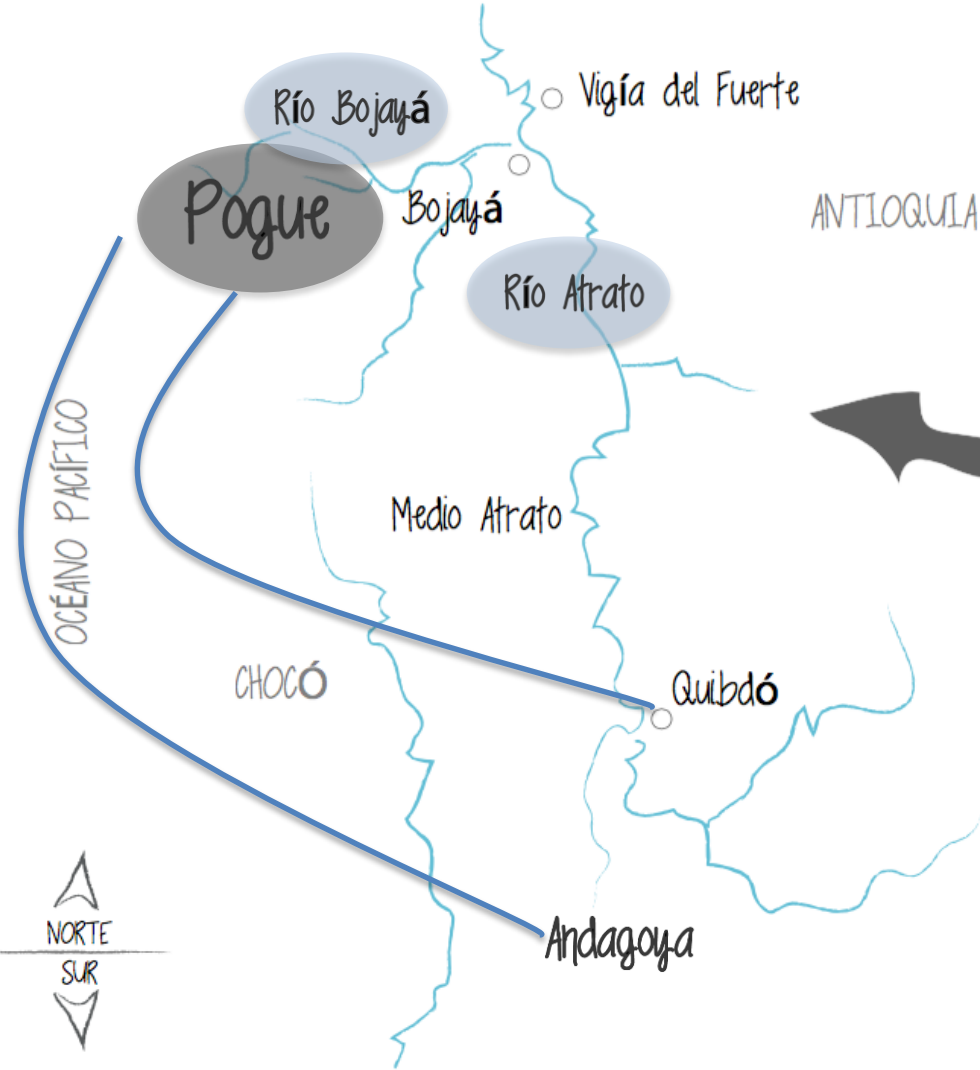 Vigía del Fuerte
Río Bojayá
Pogue
Bojayá
ANTIOQUIA
Río Atrato
OCÉANO PACÍFICO
Medio Atrato
CHOCÓ
Quibdó
NORTE
SUR
Andagoya